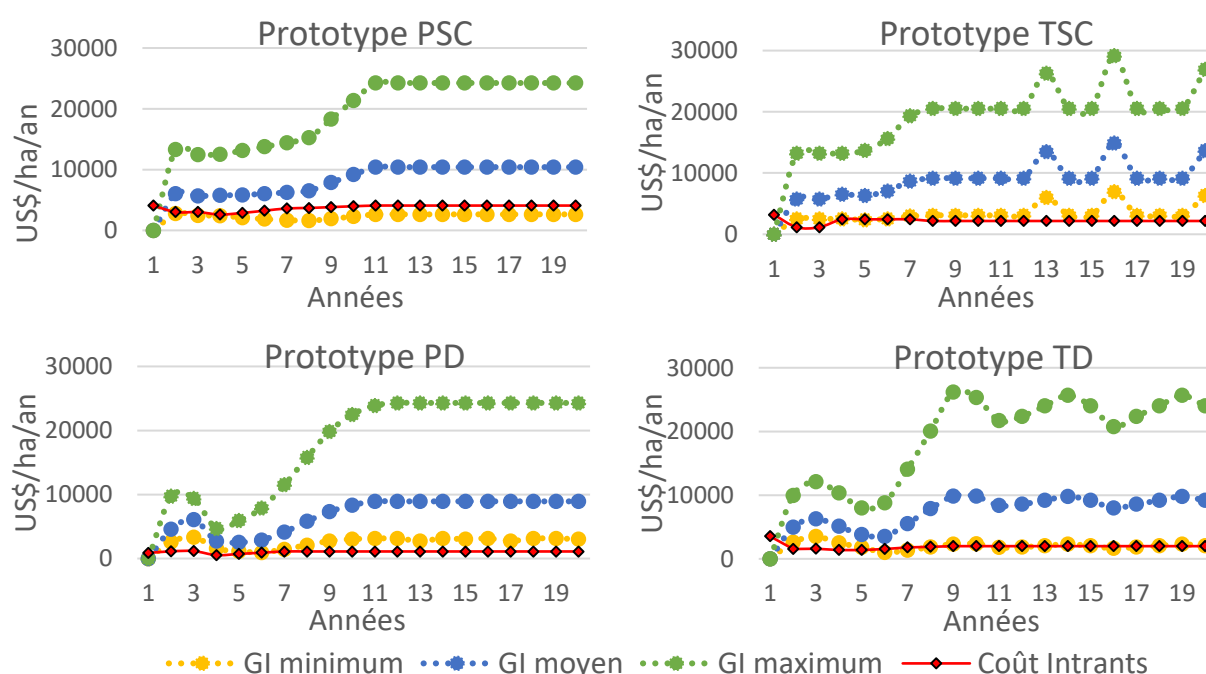 Prototype PSC
30000
20000
10000
0
US$/ha/an
1 3 5 7 9 11 13 15 17 19
Années
Prototype TSC
30000
20000
10000
0
US$/ha/an
1 3 5 7 9 11 13 15 17 19
Années
Prototype PD
30000
20000
10000
0
US$/ha/an
1 3 5 7 9 11 13 15 17 19
Années
Prototype TD
30000
20000
10000
0
US$/ha/an
1 3 5 7 9 11 13 15 17 19
Années
GI minimum GI moyen GI maximum Coût Intrants